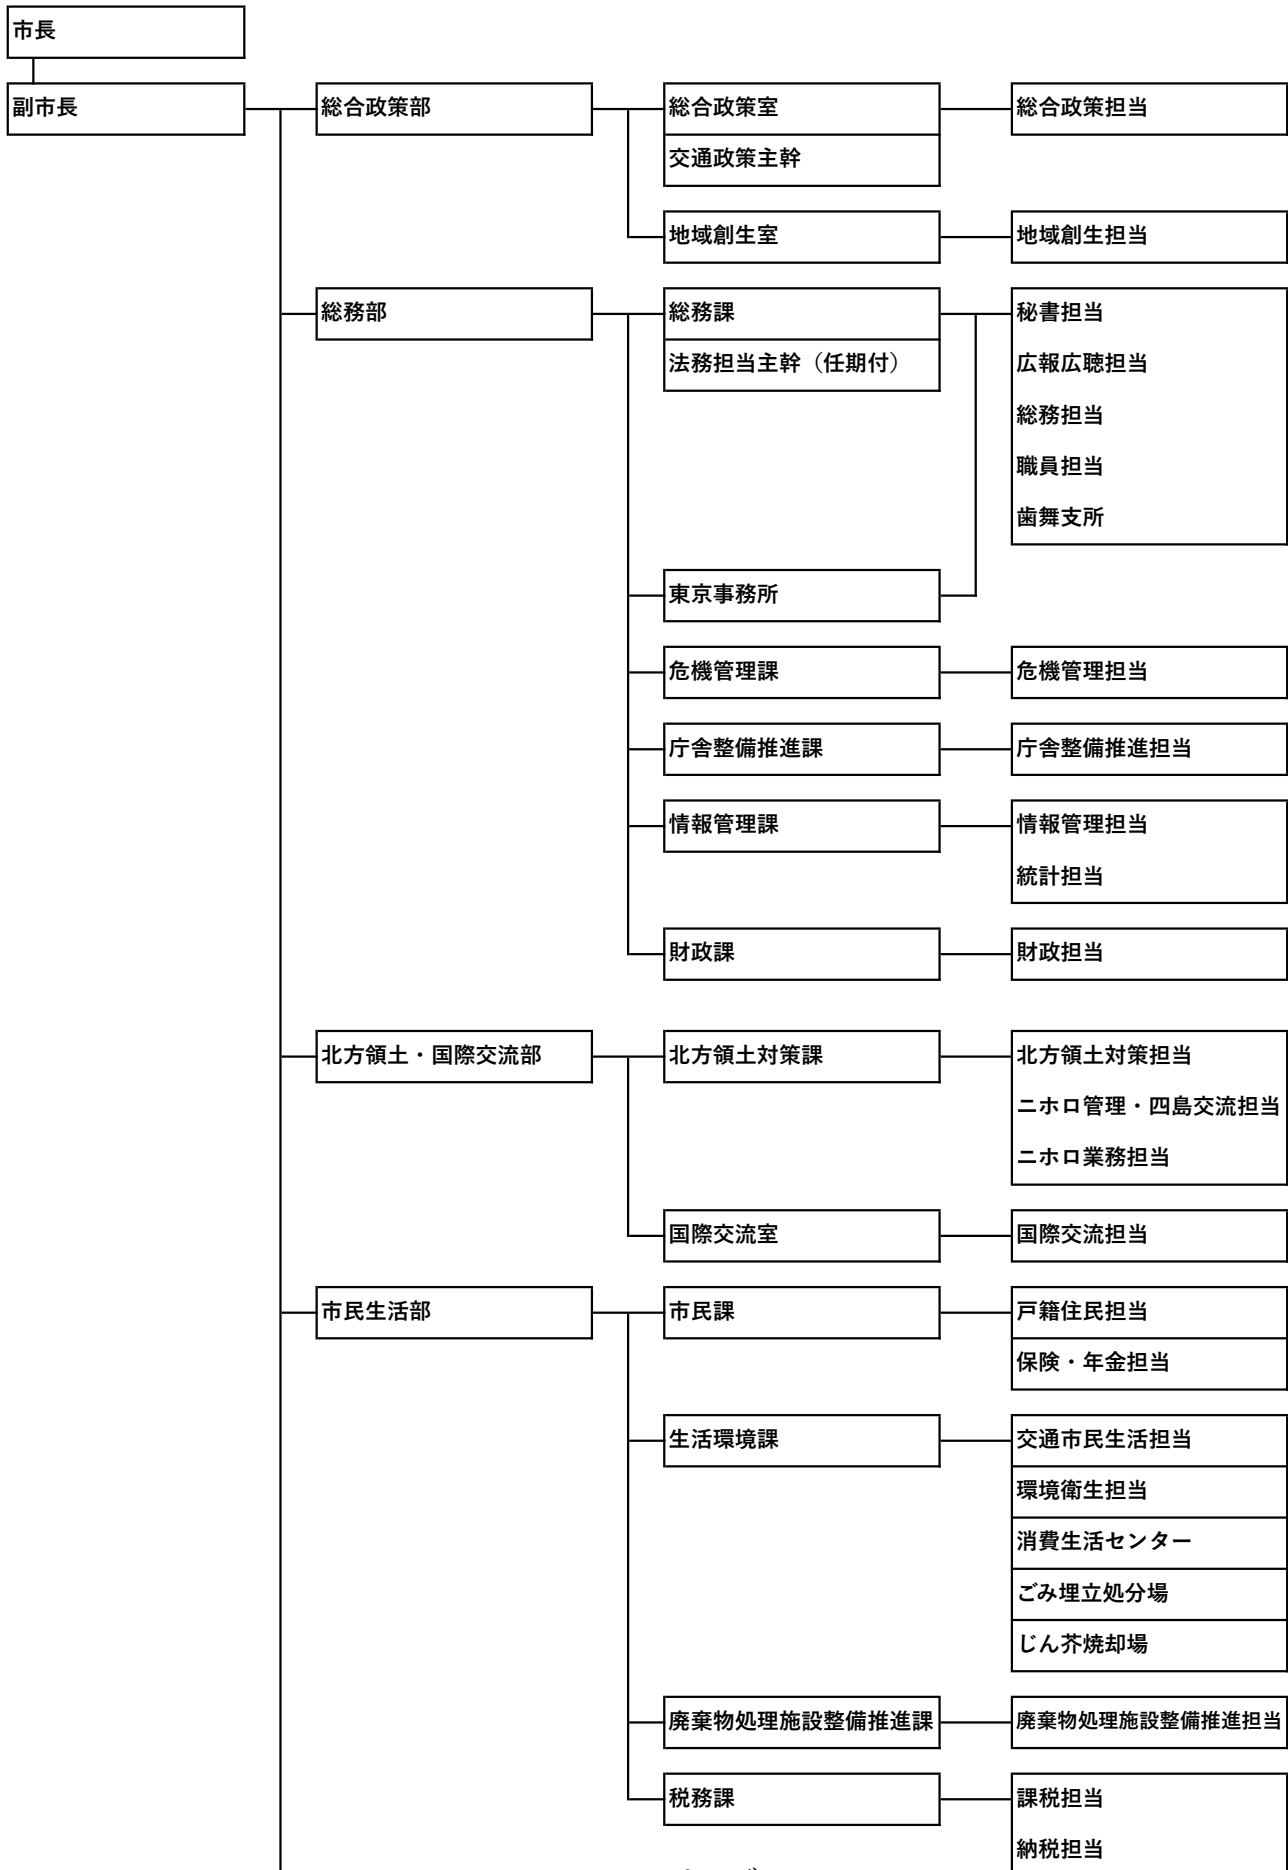 市長
副市長
総合政策部
総合政策室
総合政策担当
交通政策主幹
地域創生室
地域創生担当
総務部
総務課
秘書担当
法務担当主幹（任期付）
広報広聴担当
総務担当
職員担当
歯舞支所
東京事務所
危機管理課
危機管理担当
庁舎整備推進課
庁舎整備推進担当
情報管理課
情報管理担当
統計担当
財政課
財政担当
北方領土・国際交流部
北方領土対策課
北方領土対策担当
ニホロ管理・四島交流担当
ニホロ業務担当
国際交流室
国際交流担当
市民生活部
市民課
戸籍住民担当
保険・年金担当
生活環境課
交通市民生活担当
環境衛生担当
消費生活センター
ごみ埋立処分場
じん芥焼却場
廃棄物処理施設整備推進課
廃棄物処理施設整備推進担当
税務課
課税担当
納税担当